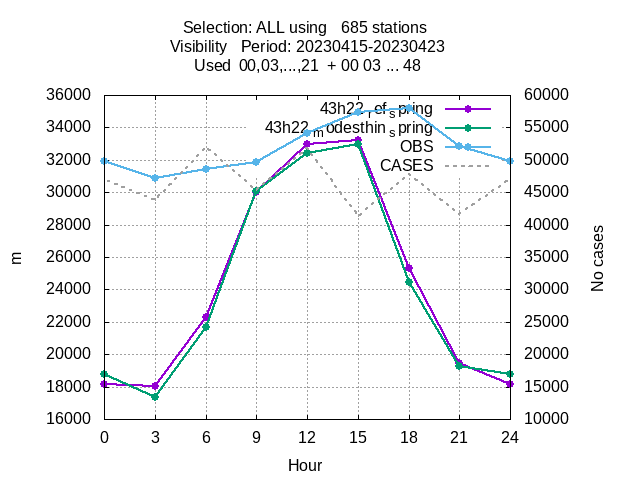 Selection: ALL using   685 stations
Visibility   Period: 20230415-20230423
Used  00,03,...,21  + 00 03 ... 48
36000
34000
32000
30000
28000
26000
24000
22000
20000
18000
16000
60000
55000
50000
45000
40000
35000
30000
25000
20000
15000
10000
43h22_ref_spring
43h22_modesthin_spring
OBS
CASES
m
No cases
0 3 6 9 12 15 18 21 24
Hour